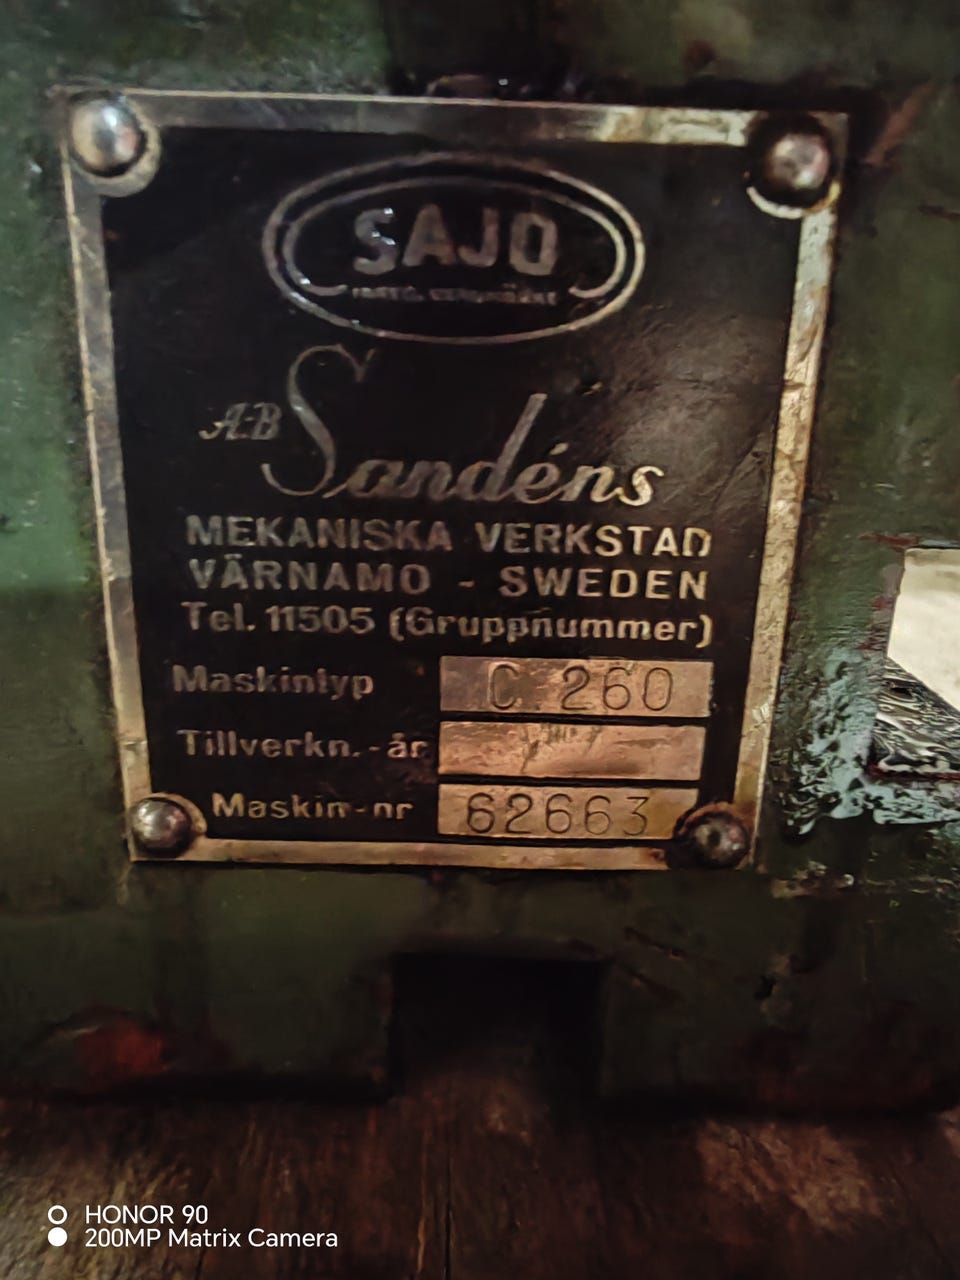 SAJO
A-B Sandéns
MEKANISKA VERKSTAD
VÄRNAMO - SWEDEN
Tel. 11505 (Gruppnummer)
Maskintyp C 260
Tillverkn.-år
Maskin-nr 62663
HONOR 90
200MP Matrix Camera